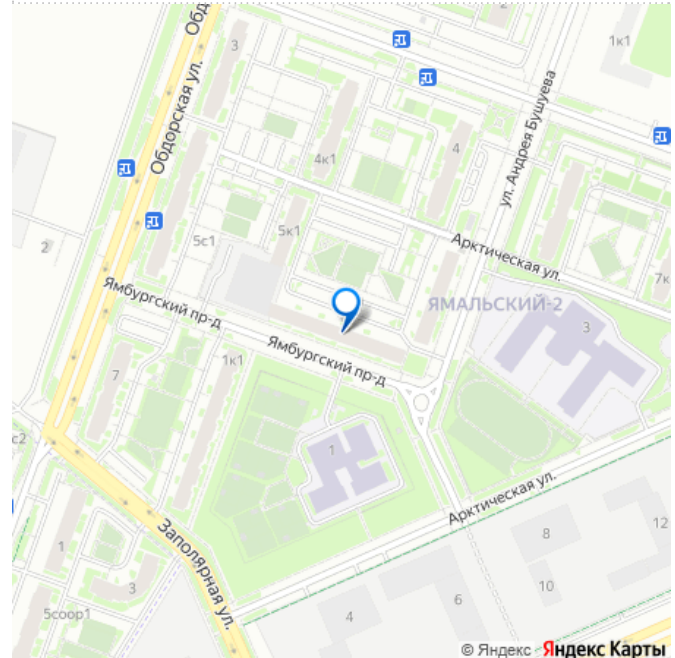 Обд
3
1к1
Обдорская ул.
ул. Андрея Бушуева
4к1
4
5к1
5с1
2
Арктическая ул.
7к
Ямбургский пр-д
ЯМАЛЬСКИЙ-2
3
Ямбургский пр-д
1к1
7
с2
1
Арктическая ул.
Заполярная ул.
8
12
1
3
10
6
4
5соор1
© Яндекс Яндекс Карты